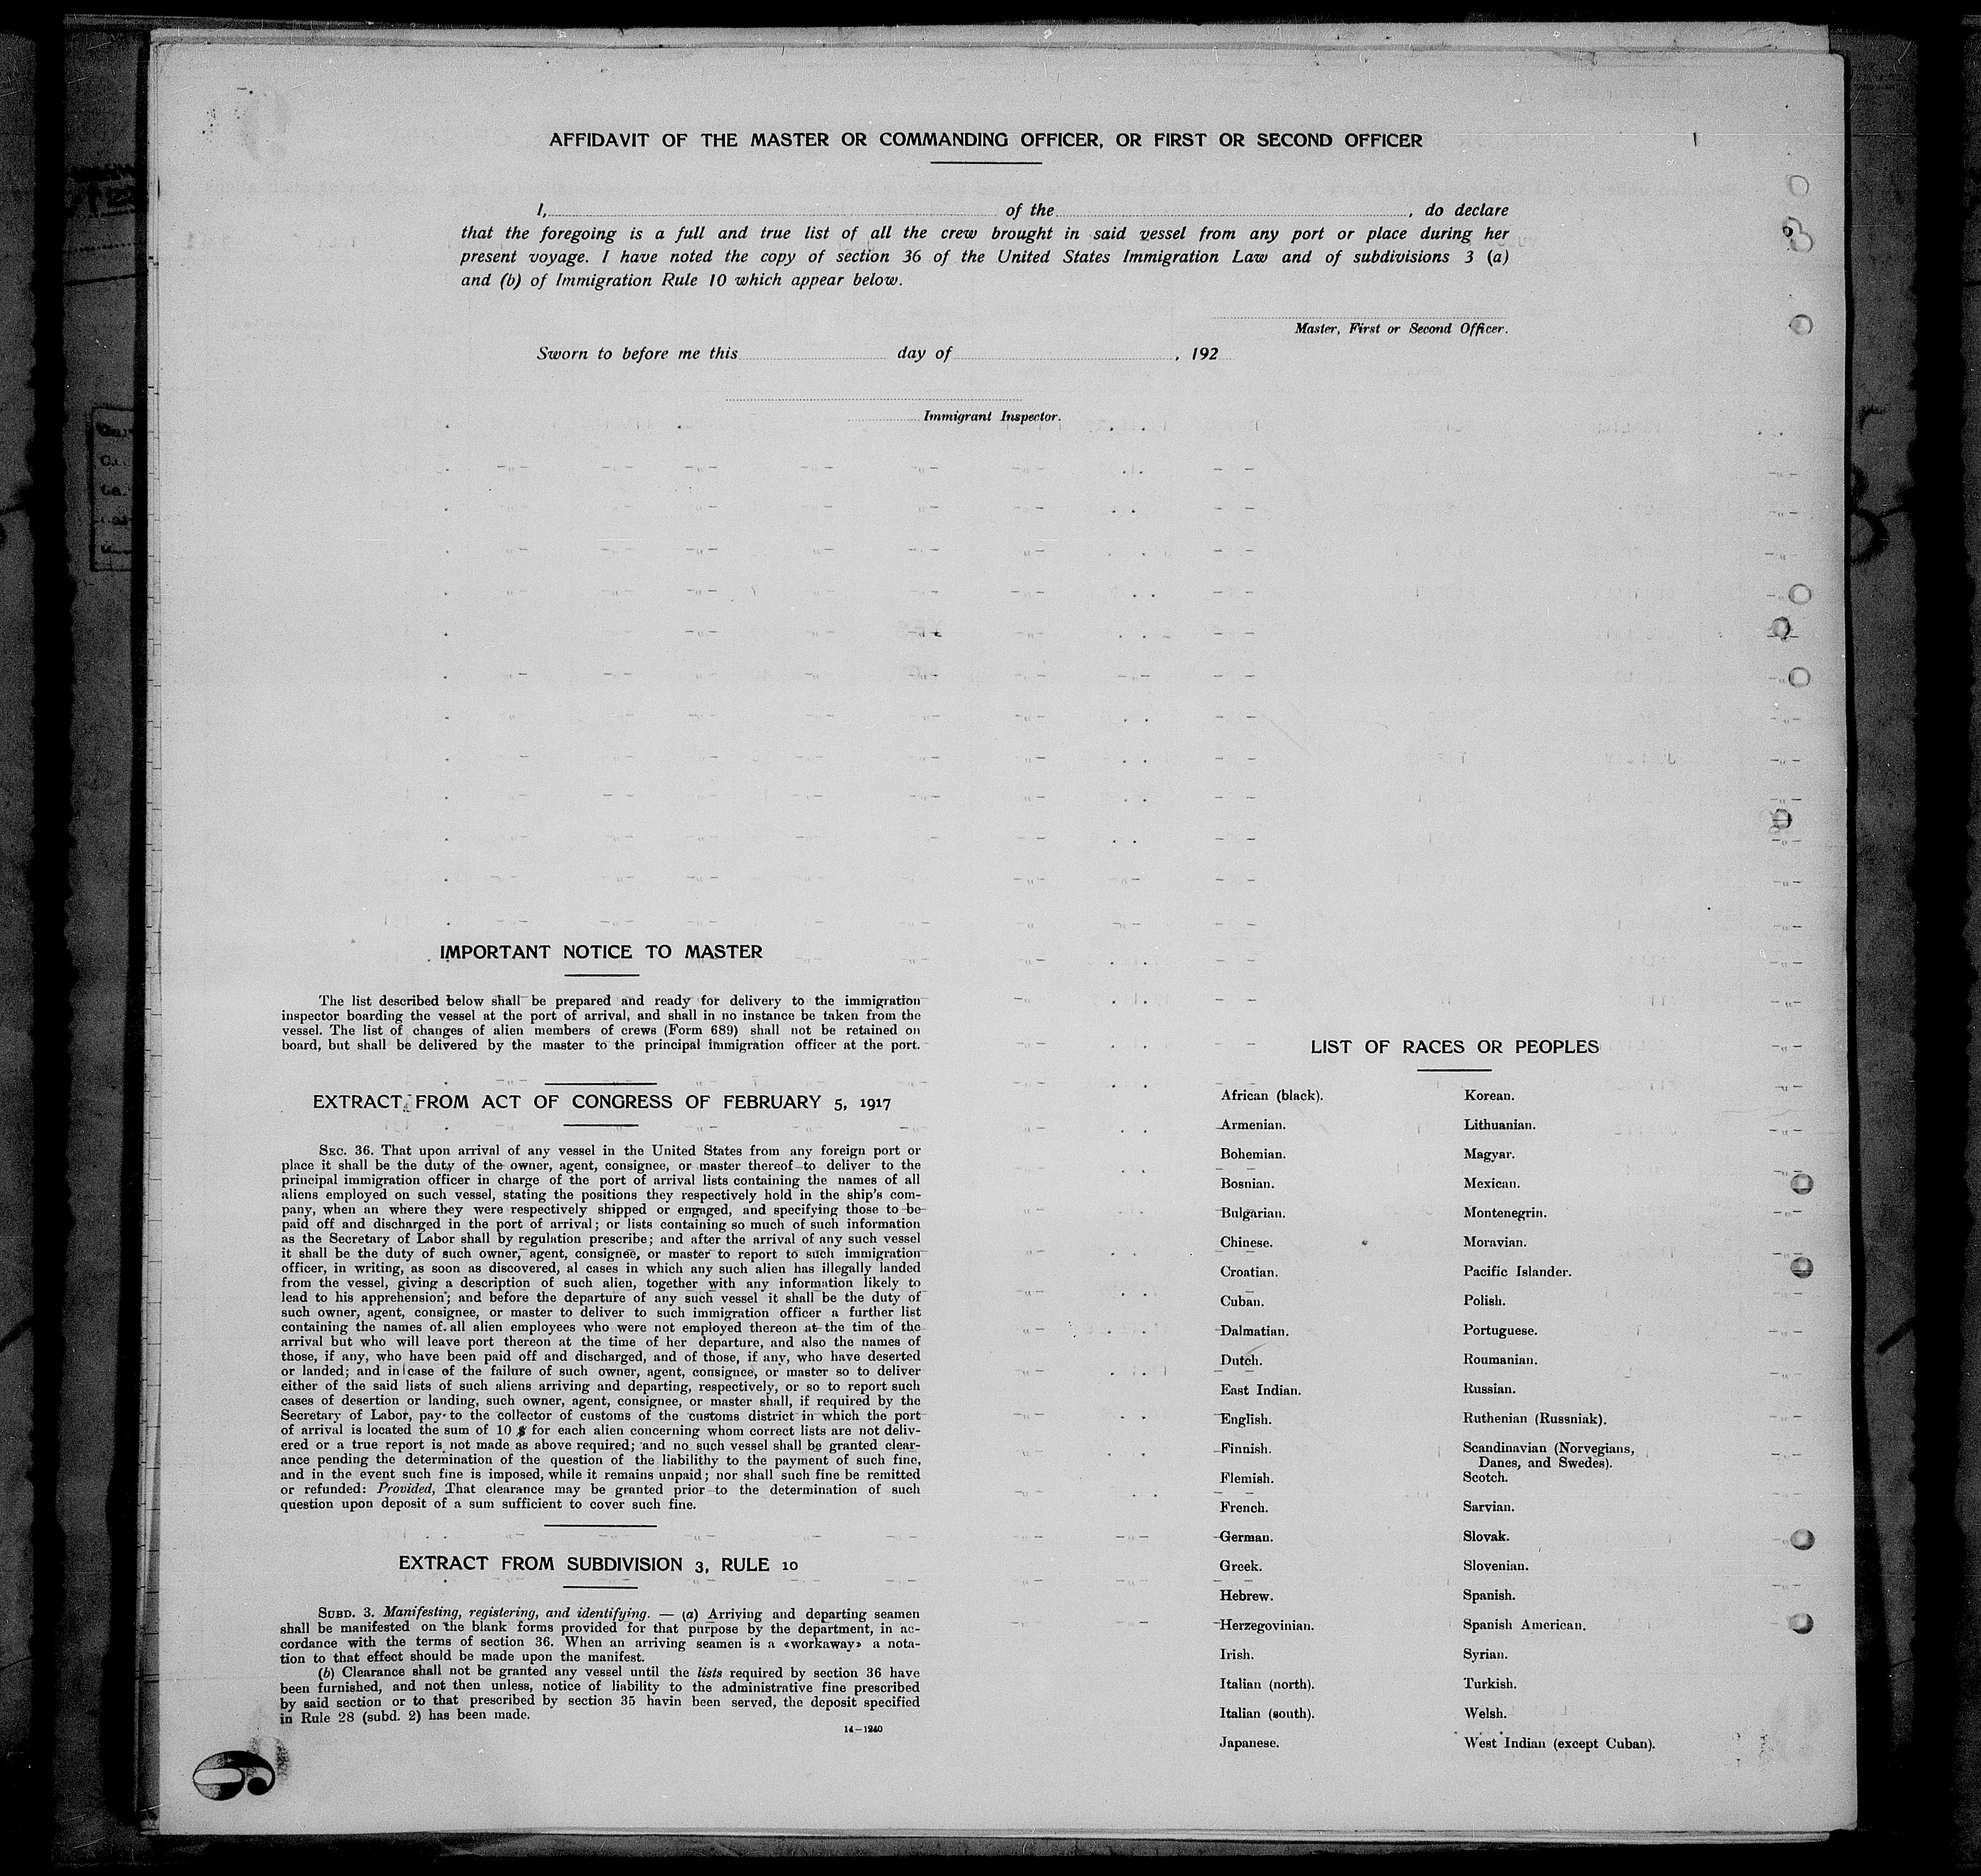 AFFIDAVIT OF THE MASTER OR COMMANDING OFFICER, OR FIRST OR SECOND OFFICER
I, of the , do declare
that the foregoing is a full and true list of all the crew brought in said vessel from any port or place during her
present voyage. I have noted the copy of section 36 of the United States Immigration Law and of subdivisions 3 (a)
and (b) of Immigration Rule 10 which appear below.
Master, First or Second Officer.
Sworn to before me this day of , 192
Immigrant Inspector.
IMPORTANT NOTICE TO MASTER
The list described below shall be prepared and ready for delivery to the immigration
inspector boarding the vessel at the port of arrival, and shall in no instance be taken from the
vessel. The list of changes of alien members of crews (Form 689) shall not be retained on
board, but shall be delivered by the master to the principal immigration officer at the port.
EXTRACT FROM ACT OF CONGRESS OF FEBRUARY 5, 1917
SEC. 36. That upon arrival of any vessel in the United States from any foreign port or
place it shall be the duty of the owner, agent, consignee, or master thereof to deliver to the
principal immigration officer in charge of the port of arrival lists containing the names of all
aliens employed on such vessel, stating the positions they respectively hold in the ship's com-
pany, when an where they were respectively shipped or engaged, and specifying those to be
paid off and discharged in the port of arrival; or lists containing so much of such information
as the Secretary of Labor shall by regulation prescribe; and after the arrival of any such vessel
it shall be the duty of such owner, agent, consignee, or master to report to such immigration
officer, in writing, as soon as discovered, al cases in which any such alien has illegally landed
from the vessel, giving a description of such alien, together with any information likely to
lead to his apprehension; and before the departure of any such vessel it shall be the duty of
such owner, agent, consignee, or master to deliver to such immigration officer a further list
containing the names of all alien employees who were not employed thereon at the tim of the
arrival but who will leave port thereon at the time of her departure, and also the names of
those, if any, who have been paid off and discharged, and of those, if any, who have deserted
or landed; and in case of the failure of such owner, agent, consignee, or master so to deliver
either of the said lists of such aliens arriving and departing, respectively, or so to report such
cases of desertion or landing, such owner, agent, consignee, or master shall, if required by the
Secretary of Labor, pay to the collector of customs of the customs district in which the port
of arrival is located the sum of 10 $ for each alien concerning whom correct lists are not deliv-
ered or a true report is not made as above required; and no such vessel shall be granted clear-
ance pending the determination of the question of the liabilithy to the payment of such fine,
and in the event such fine is imposed, while it remains unpaid; nor shall such fine be remitted
or refunded: Provided, That clearance may be granted prior to the determination of such
question upon deposit of a sum sufficient to cover such fine.
EXTRACT FROM SUBDIVISION 3, RULE 10
SUBD. 3. Manifesting, registering, and identifying. — (a) Arriving and departing seamen
shall be manifested on the blank forms provided for that purpose by the department, in ac-
cordance with the terms of section 36. When an arriving seamen is a «workaway» a nota-
tion to that effect should be made upon the manifest.
(b) Clearance shall not be granted any vessel until the lists required by section 36 have
been furnished, and not then unless, notice of liability to the administrative fine prescribed
by said section or to that prescribed by section 35 havin been served, the deposit specified
in Rule 28 (subd. 2) has been made.
14-1240
LIST OF RACES OR PEOPLES
African (black).
Armenian.
Bohemian.
Bosnian.
Bulgarian.
Chinese.
Croatian.
Cuban.
Dalmatian.
Dutch.
East Indian.
English.
Finnish.
Flemish.
French.
German.
Greek.
Hebrew.
Herzegovinian.
Irish.
Italian (north).
Italian (south).
Japanese.
Korean.
Lithuanian.
Magyar.
Mexican.
Montenegrin.
Moravian.
Pacific Islander.
Polish.
Portuguese.
Roumanian.
Russian.
Ruthenian (Russniak).
Scandinavian (Norvegians,
Danes, and Swedes).
Scotch.
Sarvian.
Slovak.
Slovenian.
Spanish.
Spanish American.
Syrian.
Turkish.
Welsh.
West Indian (except Cuban).